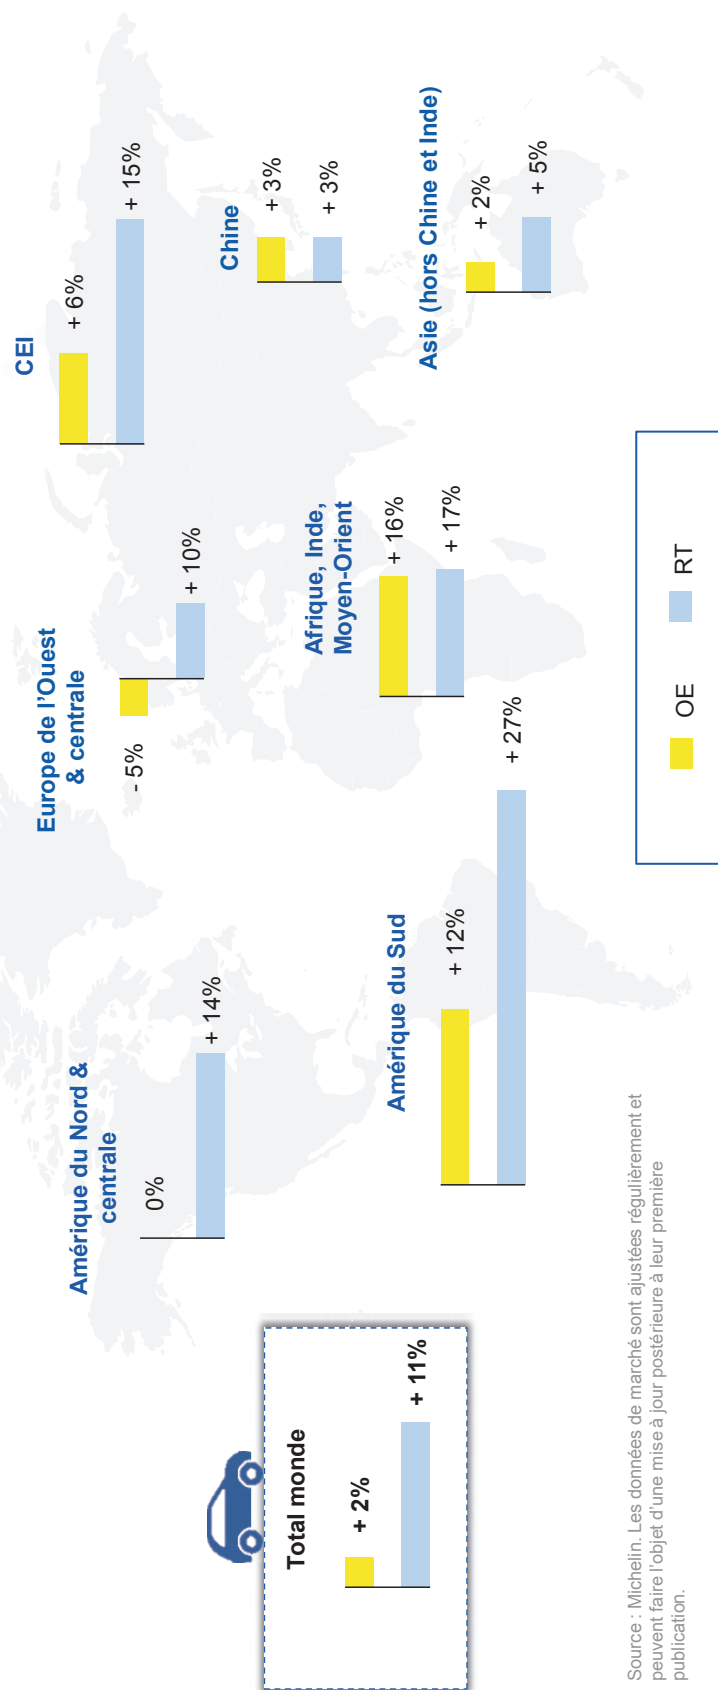 CEI
+ 6%
+ 15%
Europe de l'Ouest
& centrale
- 5%
+ 10%
Amérique du Nord &
centrale
0%
+ 14%
Chine
+ 3%
+ 3%
Total monde
+ 2%
+ 11%
Afrique, Inde,
Moyen-Orient
+ 16%
+ 17%
Amérique du Sud
+ 12%
+ 27%
Asie (hors Chine et Inde)
+ 2%
+ 5%
OE
RT
Source : Michelin. Les données de marché sont ajustées régulièrement et
peuvent faire l'objet d'une mise à jour postérieure à leur première
publication.